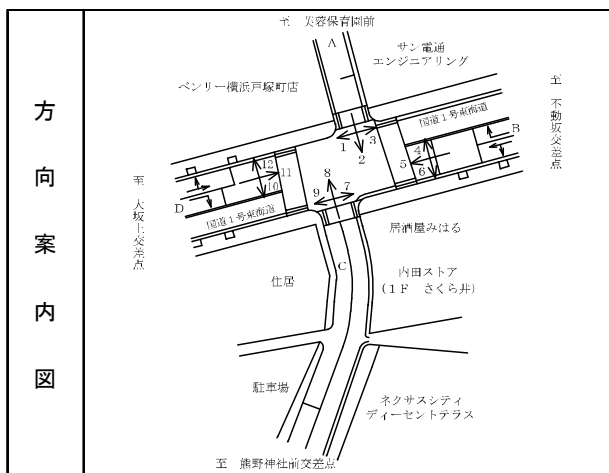 方向案内図
至 芙蓉保育園前
A
サン電通
エンジニアリング
ベンリー横浜戸塚町店
至 不動坂交差点
国道1号東海道
B
1
2
3
4
5
6
12
11
10
8
9
7
D
国道1号東海道
至 大坂上交差点
居酒屋みはる
C
住居
内田ストア
(1F さくら井)
駐車場
ネクサスシティ
ディーセントテラス
至 熊野神社前交差点